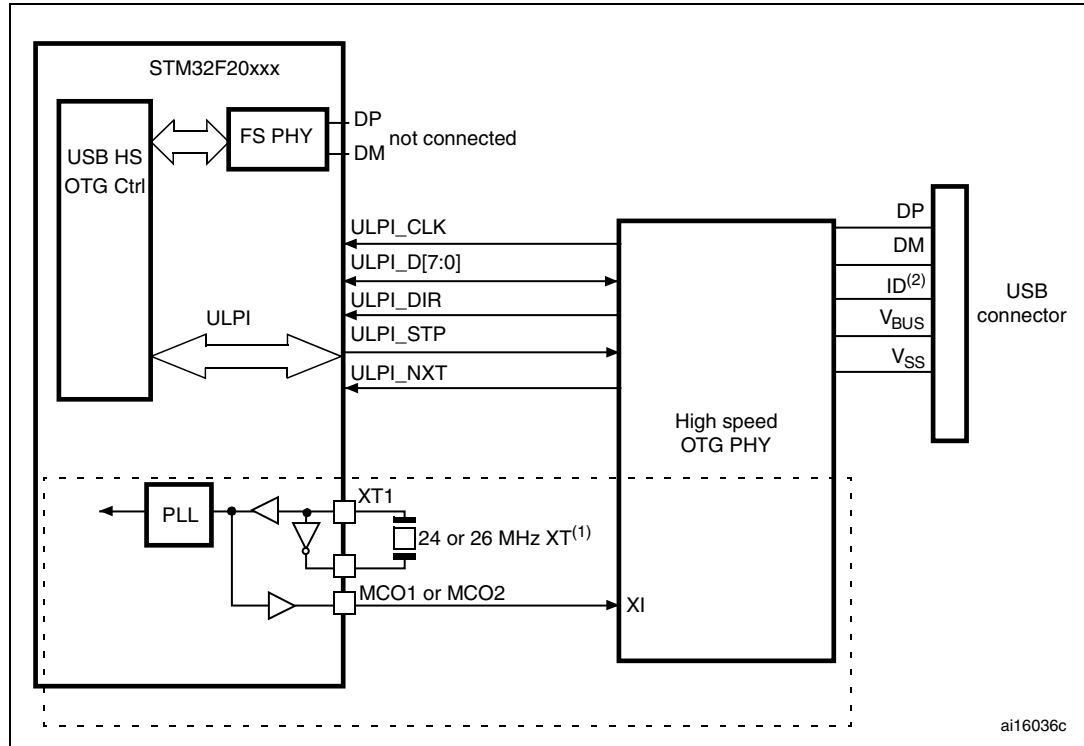 STM32F20xxx
USB HS
OTG Ctrl
FS PHY
DP
DM
not connected
ULPI
ULPI_CLK
ULPI_D[7:0]
ULPI_DIR
ULPI_STP
ULPI_NXT
High speed
OTG PHY
DP
DM
ID(2)
VBUS
VSS
USB
connector
PLL
XT1
24 or 26 MHz XT(1)
MCO1 or MCO2
XI
ai16036c